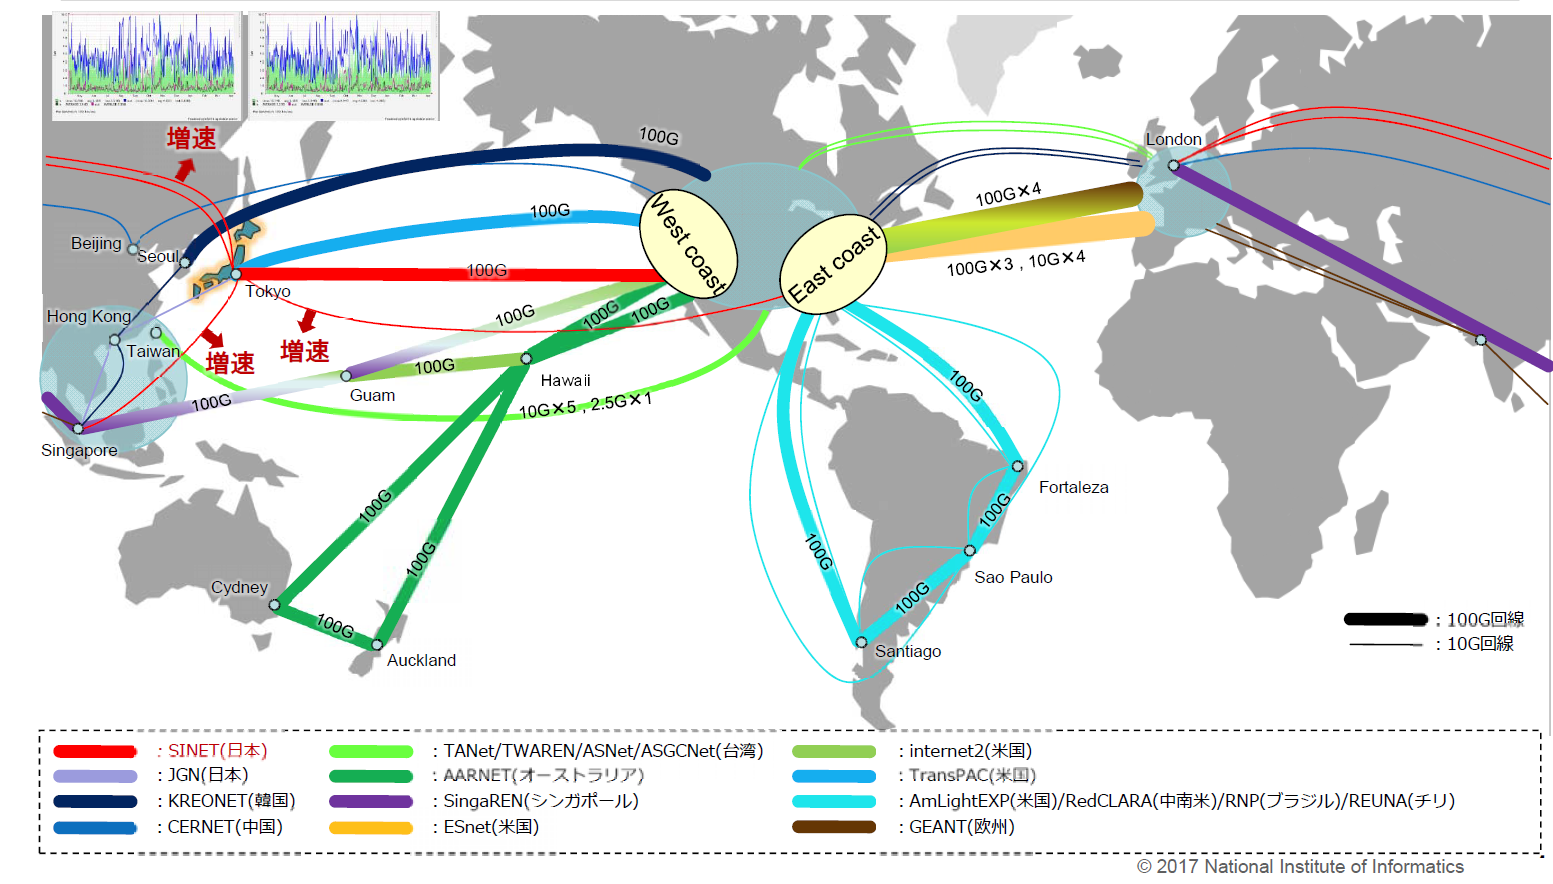 増速
100G
London
100G×4
West coast
100G
East coast
Beijing
Seoul
100G
100G×3 , 10G×4
Tokyo
Hong Kong
100G
100G
100G
Taiwan
増速
増速
100G
Hawaii
Guam
100G
100G
10G×5 , 2.5G×1
Singapore
Fortaleza
100G
100G
100G
100G
Sao Paulo
Cydney
100G
100G
Santiago
Auckland
: 100G回線
: 10G回線
: SINET(日本)
: TANet/TWAREN/ASNet/ASGCNet(台湾)
: internet2(米国)
: JGN(日本)
: AARNET(オーストラリア)
: TransPAC(米国)
: KREONET(韓国)
: SingaREN(シンガポール)
: AmLightEXP(米国)/RedCLARA(中南米)/RNP(ブラジル)/REUNA(チリ)
: CERNET(中国)
: ESnet(米国)
: GEANT(欧州)
© 2017 National Institute of Informatics